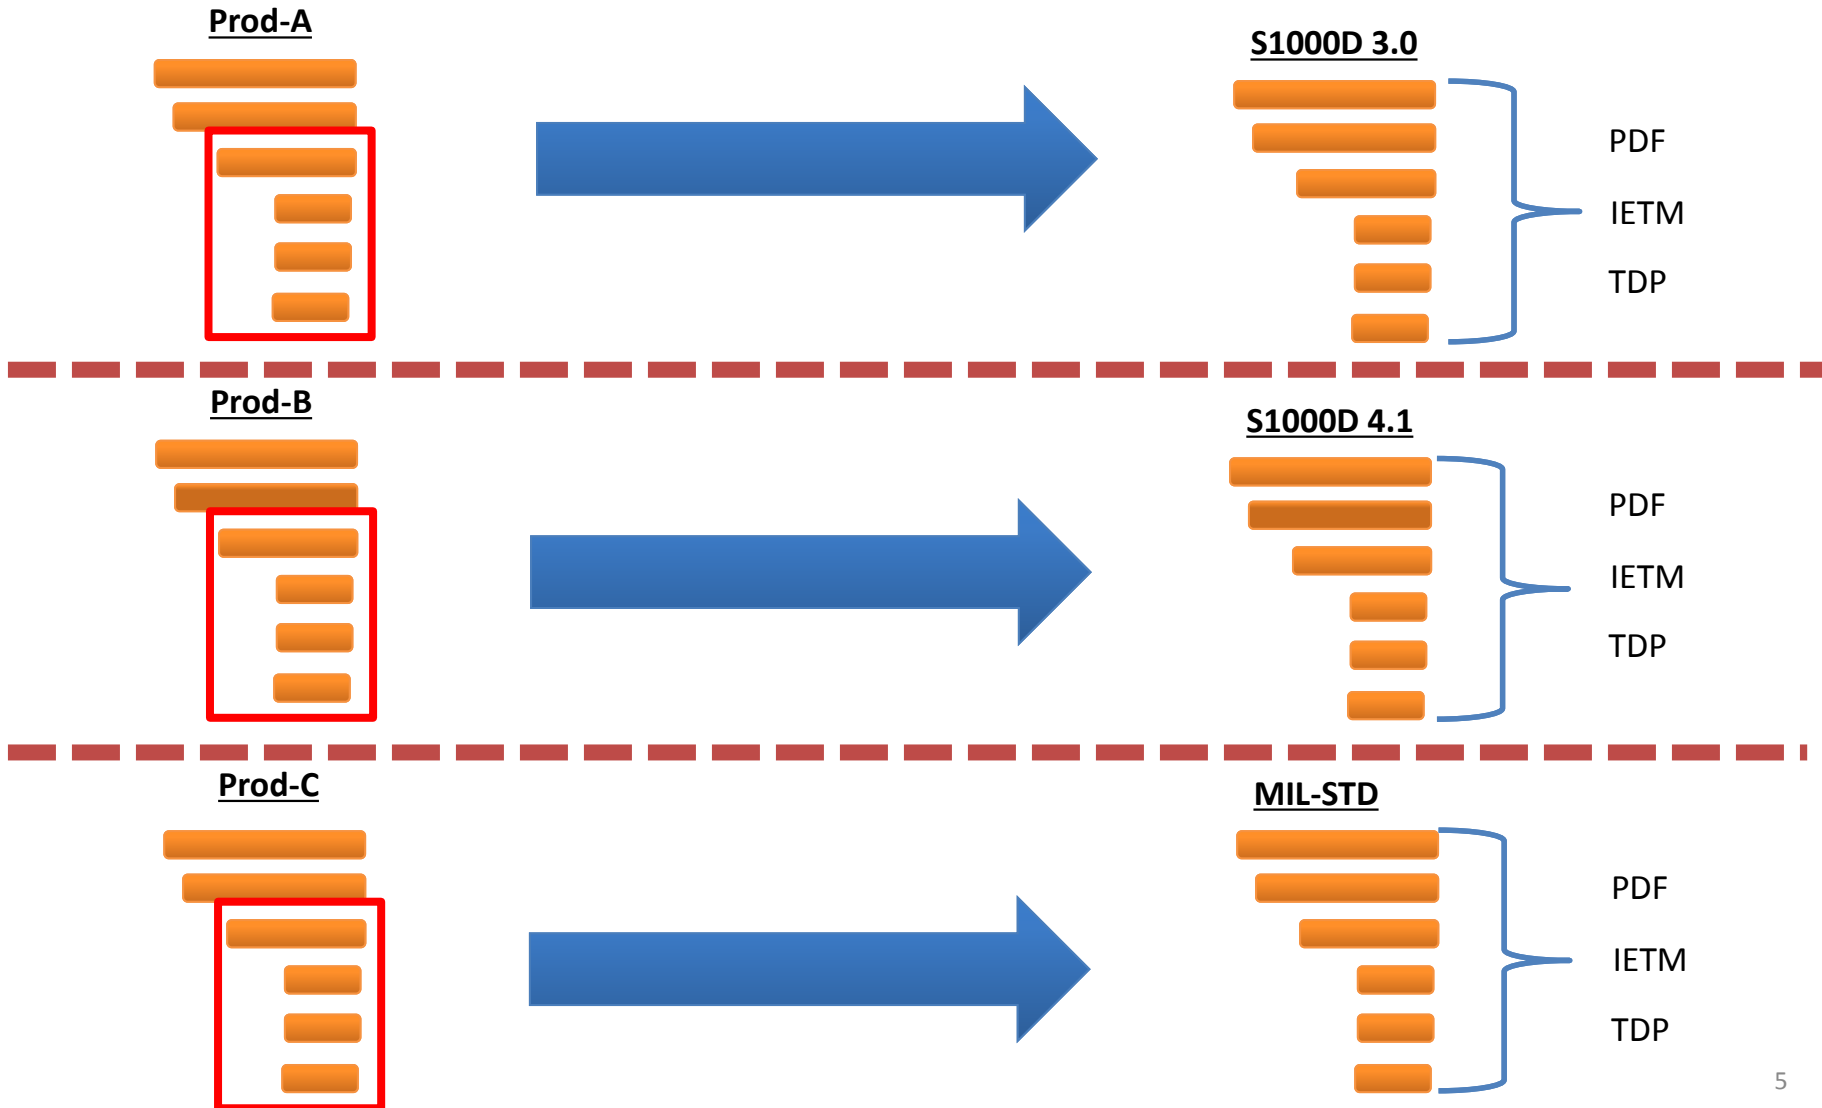 Prod-A
S1000D 3.0
PDF
IETM
TDP
Prod-B
S1000D 4.1
PDF
IETM
TDP
Prod-C
MIL-STD
PDF
IETM
TDP
5